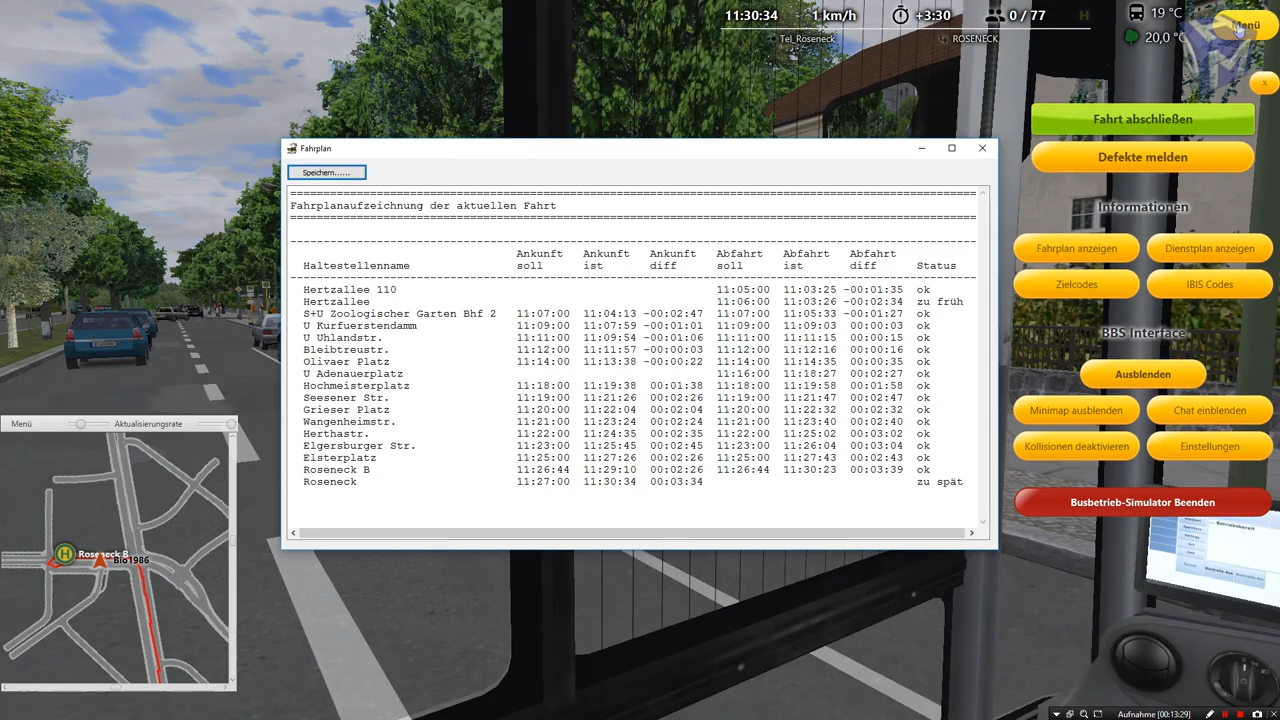 11:30:34 - 1 km/h +3:30 0 / 77 H 19 °C
Tel_Roseneck ROSENECK 20,0 °C
Menü
x
Fahrt abschließen
Defekte melden
Informationen
Fahrplan anzeigen Dienstplan anzeigen
Zielcodes IBIS Codes
BBS Interface
Ausblenden
Minimap ausblenden Chat einblenden
Kollisionen deaktivieren Einstellungen
Busbetrieb-Simulator Beenden
Fahrplan
Speichern......
Fahrplanaufzeichnung der aktuellen Fahrt
Ankunft Ankunft Ankunft Abfahrt Abfahrt Abfahrt
Haltestellenname soll ist diff soll ist diff Status
Hertzallee 110 11:05:00 11:03:25 -00:01:35 ok
Hertzallee 11:06:00 11:03:26 -00:02:34 zu früh
S+U Zoologischer Garten Bhf 2 11:07:00 11:04:13 -00:02:47 11:07:00 11:05:33 -00:01:27 ok
U Kurfuerstendamm 11:09:00 11:07:59 -00:01:01 11:09:00 11:09:03 00:00:03 ok
U Uhlandstr. 11:11:00 11:09:54 -00:01:06 11:11:00 11:11:15 00:00:15 ok
Bleibtreustr. 11:12:00 11:11:57 -00:00:03 11:12:00 11:12:16 00:00:16 ok
Olivaer Platz 11:14:00 11:13:38 -00:00:22 11:14:00 11:14:35 00:00:35 ok
U Adenauerplatz 11:16:00 11:18:27 00:02:27 ok
Hochmeisterplatz 11:18:00 11:19:38 00:01:38 11:18:00 11:19:58 00:01:58 ok
Seesener Str. 11:19:00 11:21:26 00:02:26 11:19:00 11:21:47 00:02:47 ok
Grieser Platz 11:20:00 11:22:04 00:02:04 11:20:00 11:22:32 00:02:32 ok
Wangenheimstr. 11:21:00 11:23:24 00:02:24 11:21:00 11:23:40 00:02:40 ok
Herthastr. 11:22:00 11:24:35 00:02:35 11:22:00 11:25:02 00:03:02 ok
Elgersburger Str. 11:23:00 11:25:45 00:02:45 11:23:00 11:26:04 00:03:04 ok
Elsterplatz 11:25:00 11:27:26 00:02:26 11:25:00 11:27:43 00:02:43 ok
Roseneck B 11:26:44 11:29:10 00:02:26 11:26:44 11:30:23 00:03:39 ok
Roseneck 11:27:00 11:30:34 00:03:34 zu spät
Menü Aktualisierungsrate
H Roseneck B
Bio1986
Aufnahme [00:13:29]